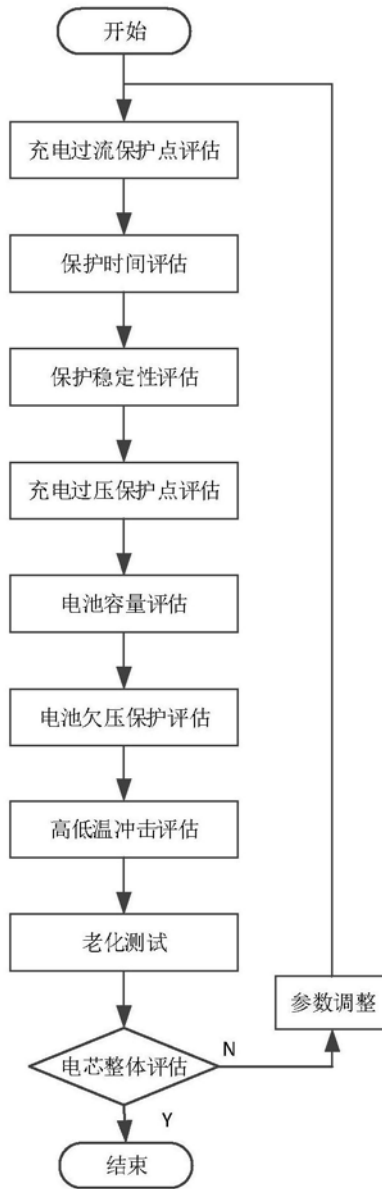 开始
充电过流保护点评估
保护时间评估
保护稳定性评估
充电过压保护点评估
电池容量评估
电池欠压保护评估
高低温冲击评估
老化测试
参数调整
电芯整体评估
N
Y
结束